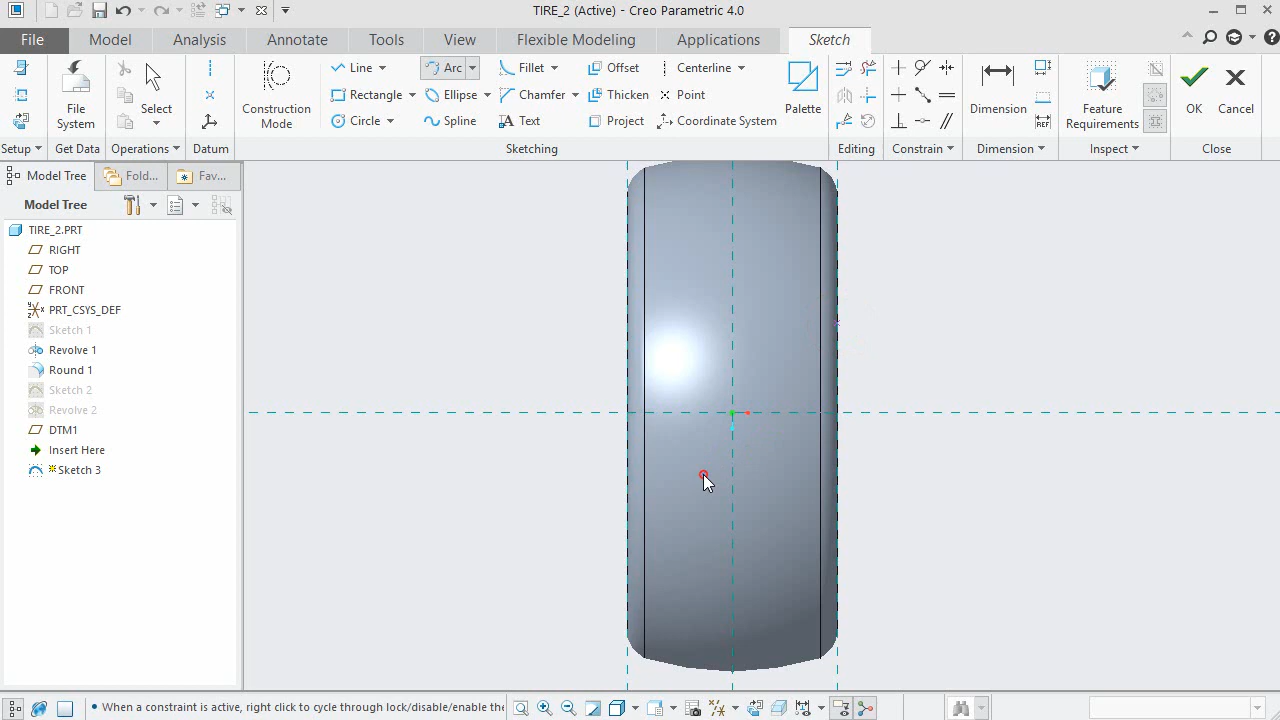 TIRE_2 (Active) - Creo Parametric 4.0
File Model Analysis Annotate Tools View Flexible Modeling Applications Sketch
Line Arc Fillet Offset Centerline
Rectangle Ellipse Chamfer Thicken Point
Circle Spline Text Project Coordinate System
File System Select Construction Mode Palette Dimension Feature Requirements OK Cancel
Setup Get Data Operations Datum Sketching Editing Constrain Dimension Inspect Close
Model Tree Fold... Fav...
Model Tree
TIRE_2.PRT
RIGHT
TOP
FRONT
PRT_CSYS_DEF
Sketch 1
Revolve 1
Round 1
Sketch 2
Revolve 2
DTM1
Insert Here
Sketch 3
• When a constraint is active, right click to cycle through lock/disable/enable the